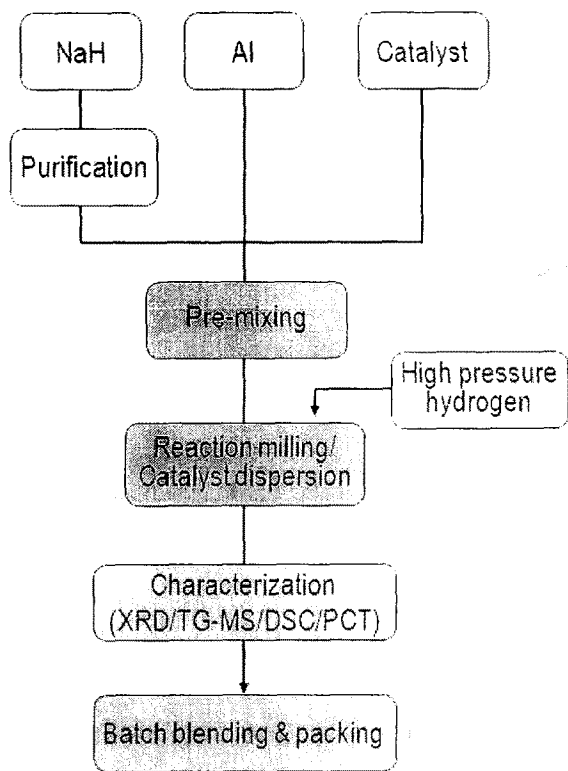 NaH
Al
Catalyst
Purification
Pre-mixing
High pressure
hydrogen
Reaction milling/
Catalyst dispersion
Characterization
(XRD/TG-MS/DSC/PCT)
Batch blending & packing